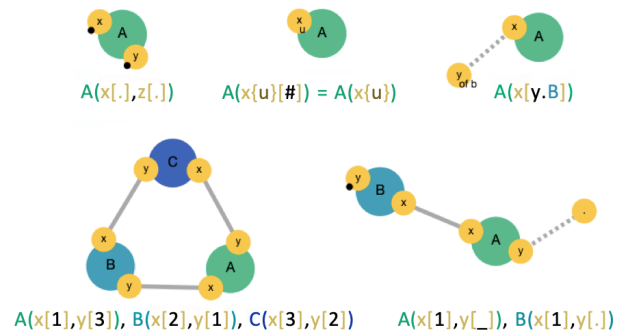 x A y
x u A
x A y of b
A(x[.],z[.])
A(x{u}[#]) = A(x{u})
A(x[y.B])
y C x
x B y
y A x
y B x
x A y
.
A(x[1],y[3]), B(x[2],y[1]), C(x[3],y[2])
A(x[1],y[_]), B(x[1],y[.])